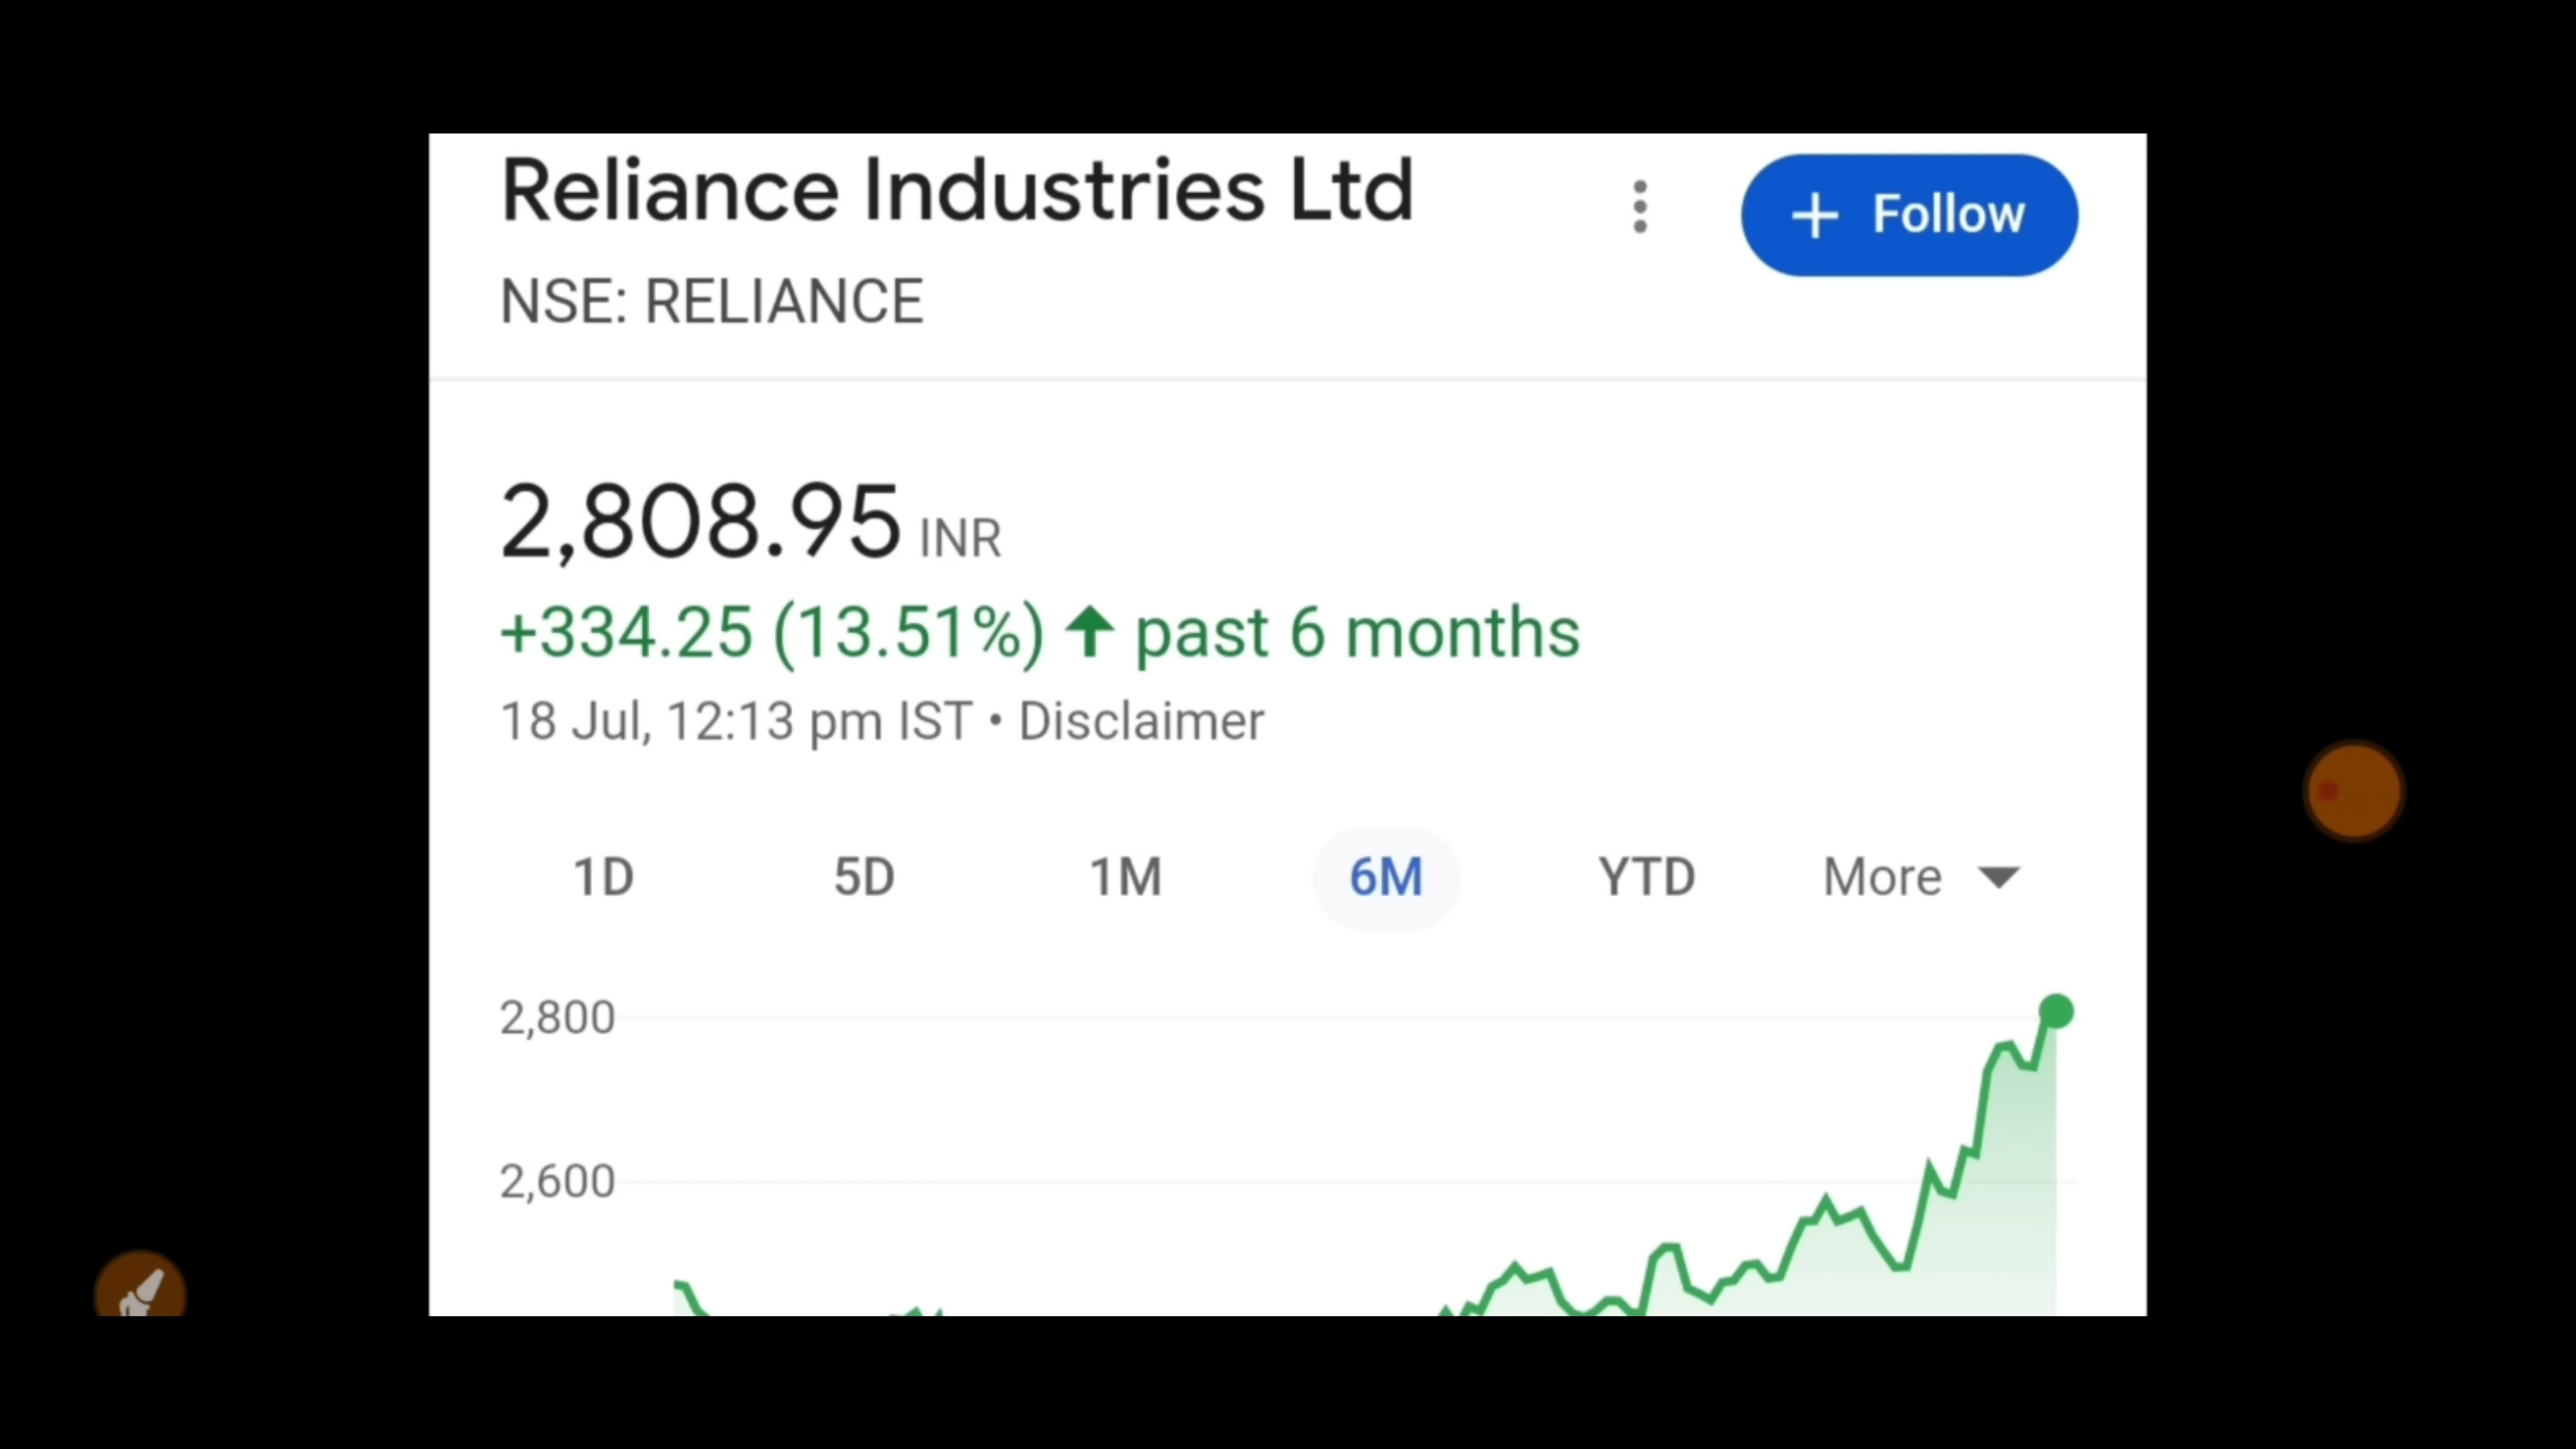 Reliance Industries Ltd
+ Follow
NSE: RELIANCE
2,808.95 INR
+334.25 (13.51%) ↑ past 6 months
18 Jul, 12:13 pm IST • Disclaimer
1D 5D 1M 6M YTD More
2,800
2,600